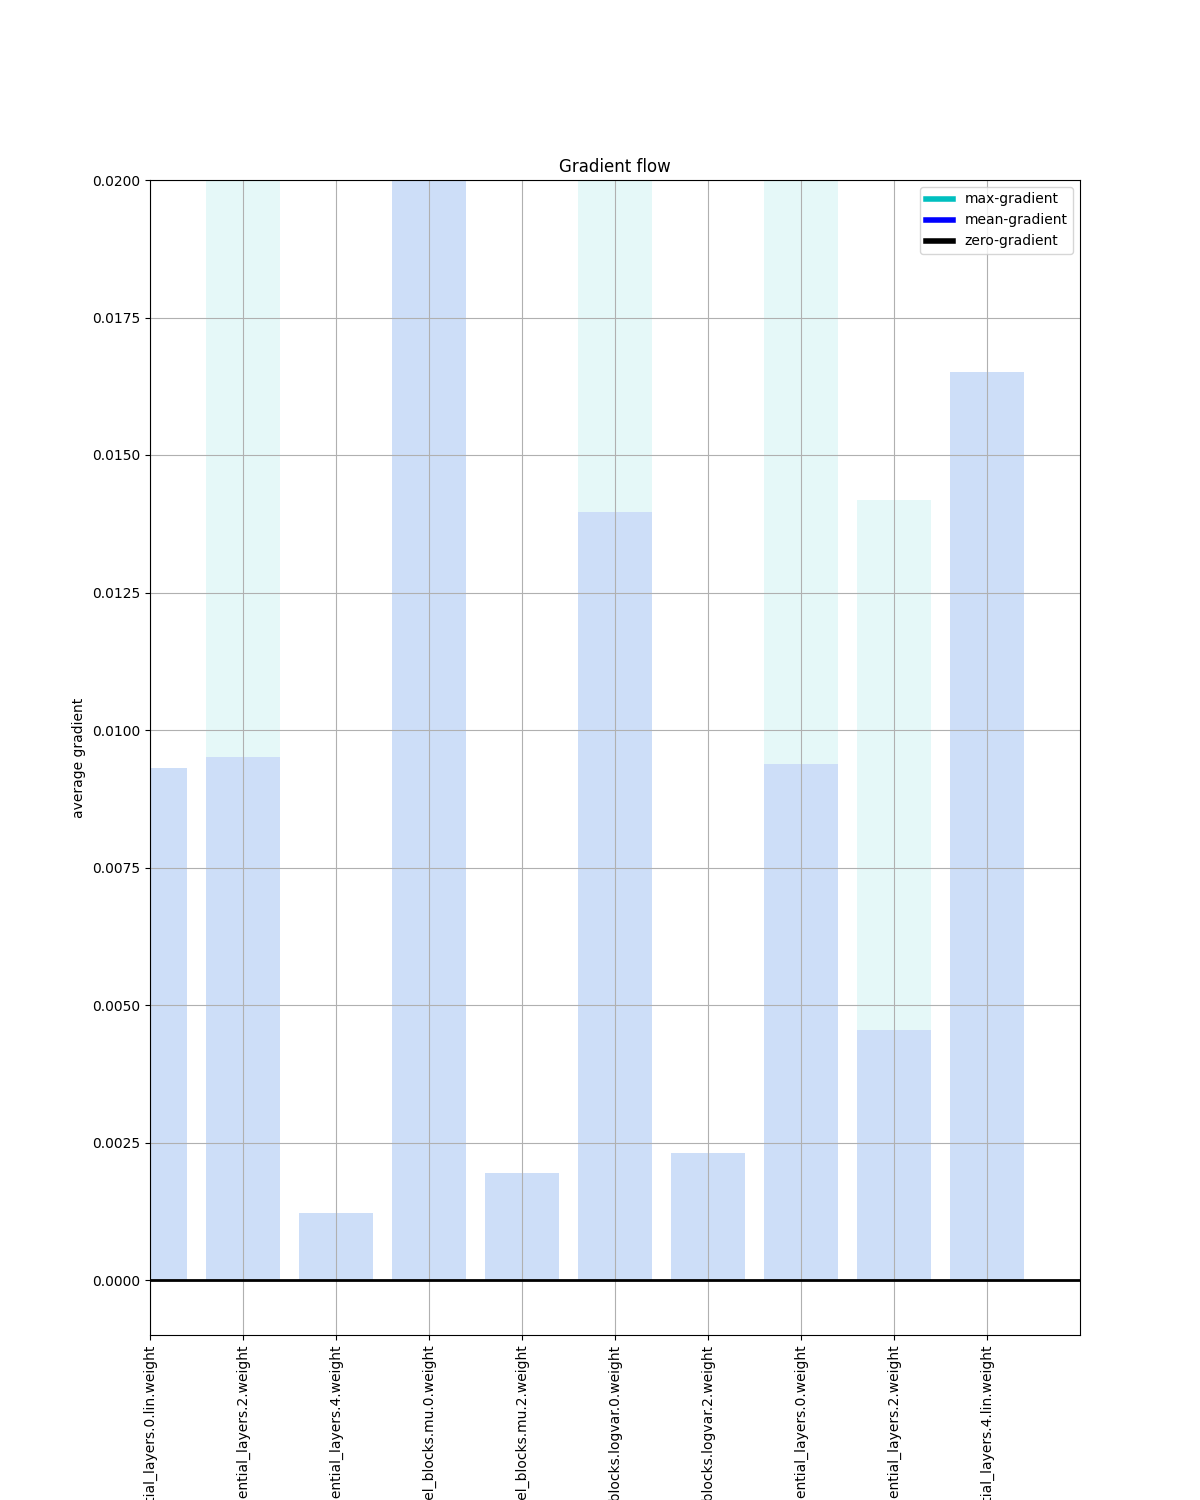 Gradient flow
max-gradient
mean-gradient
zero-gradient
0.0200
0.0175
0.0150
0.0125
0.0100
0.0075
0.0050
0.0025
0.0000
average gradient
tial_layers.0.lin.weight
ential_layers.2.weight
ential_layers.4.weight
el_blocks.mu.0.weight
el_blocks.mu.2.weight
blocks.logvar.0.weight
blocks.logvar.2.weight
ential_layers.0.weight
ential_layers.2.weight
tial_layers.4.lin.weight